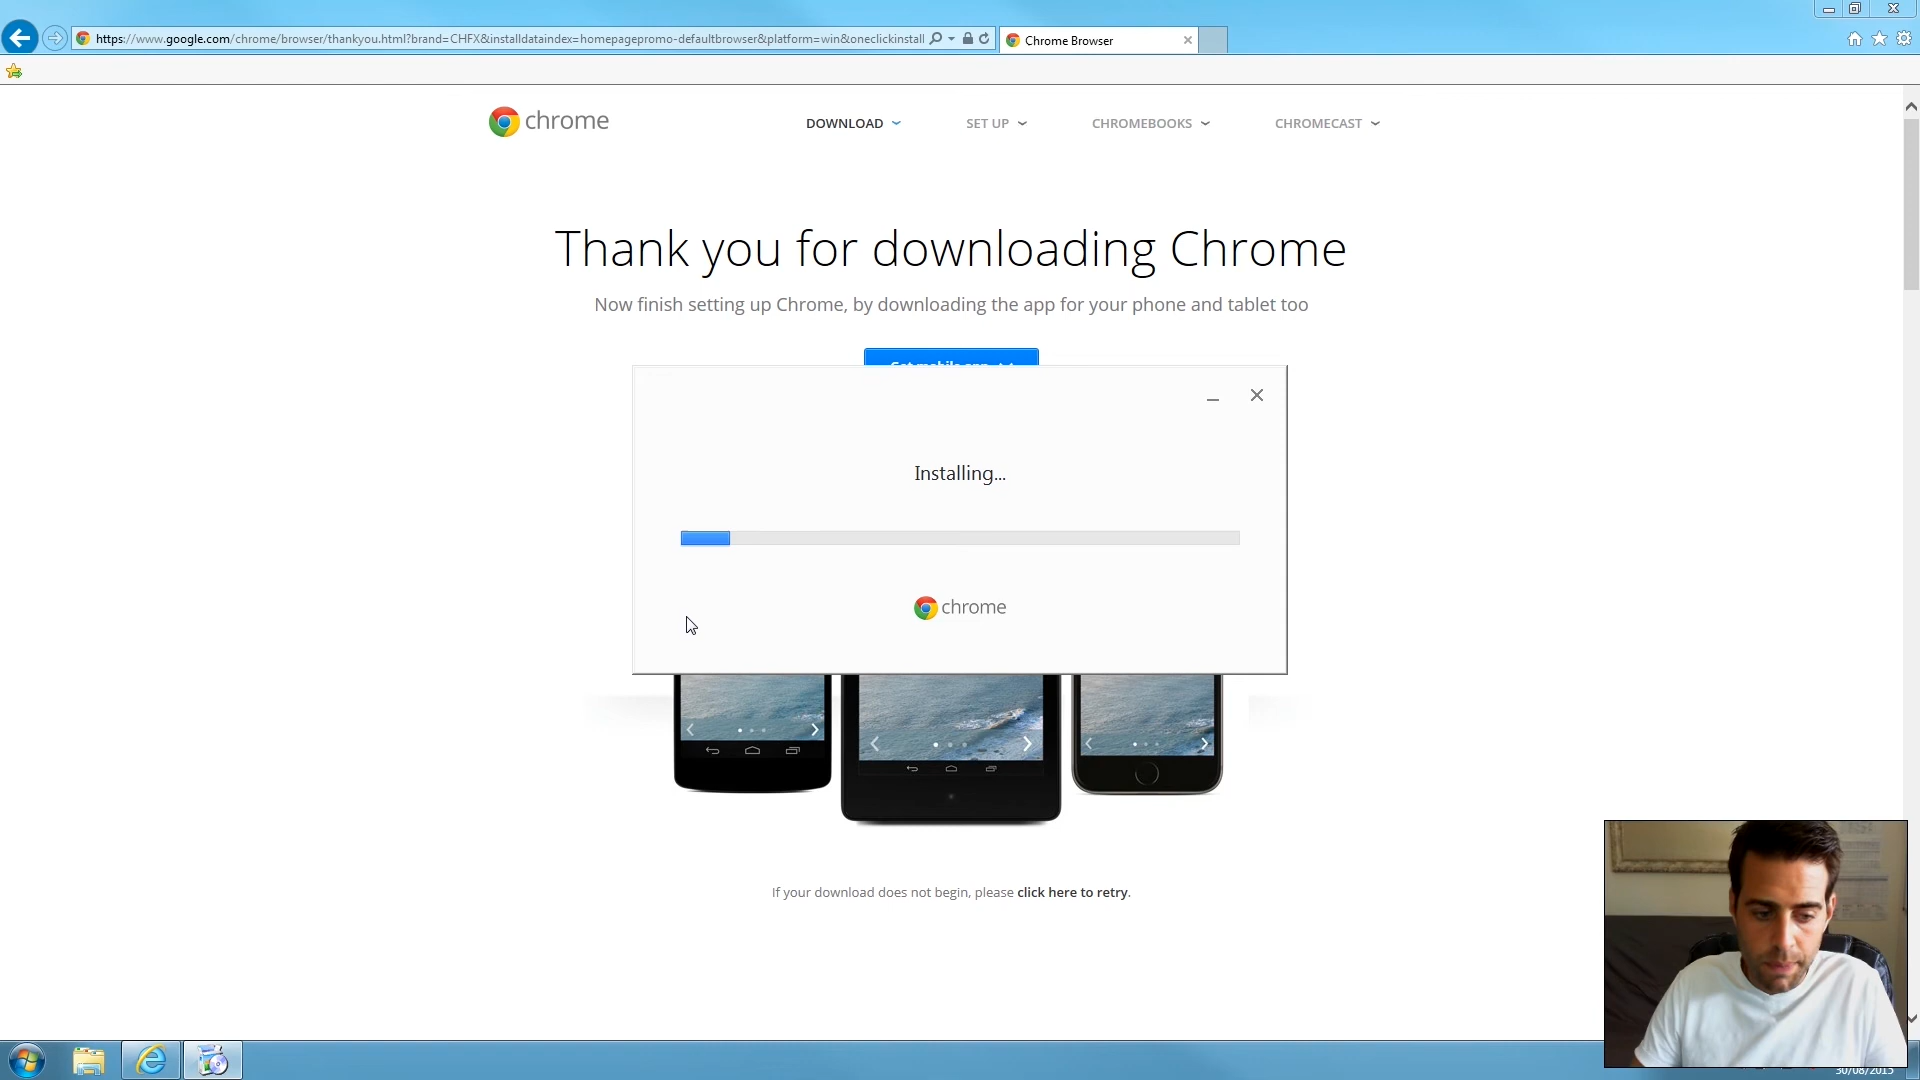 https://www.google.com/chrome/browser/thankyou.html?brand=CHFX&installdataindex=homepagepromo-defaultbrowser&platform=win&oneclickinstall
Chrome Browser
chrome
DOWNLOAD
SET UP
CHROMEBOOKS
CHROMECAST
Thank you for downloading Chrome
Now finish setting up Chrome, by downloading the app for your phone and tablet too
Installing...
chrome
If your download does not begin, please click here to retry.
30/08/2015